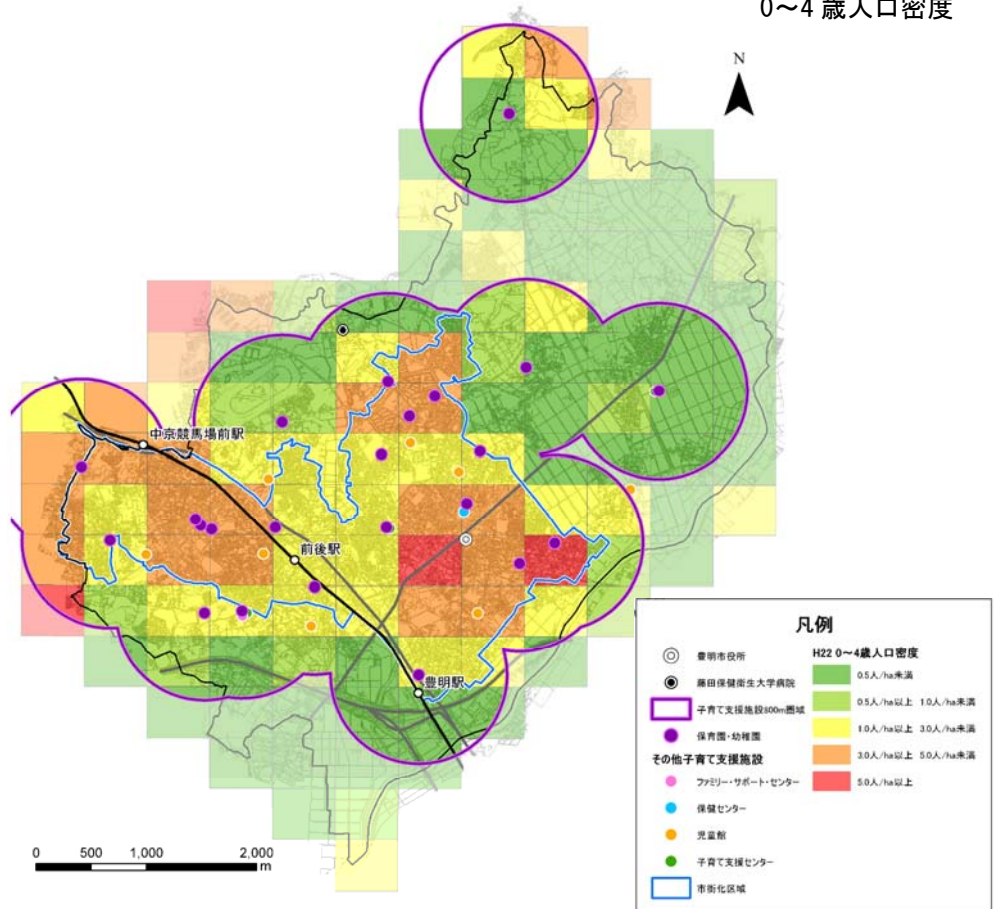 0～4 歳人口密度
N
中京競馬場前駅
前後駅
豊明駅
0 500 1,000 2,000
m
凡例
豊明市役所
藤田保健衛生大学病院
子育て支援施設800m圏域
保育園・幼稚園
その他子育て支援施設
ファミリー・サポート・センター
保健センター
児童館
子育て支援センター
市街化区域
H22 0～4歳人口密度
0.5人/ha未満
0.5人/ha以上 1.0人/ha未満
1.0人/ha以上 3.0人/ha未満
3.0人/ha以上 5.0人/ha未満
5.0人/ha以上